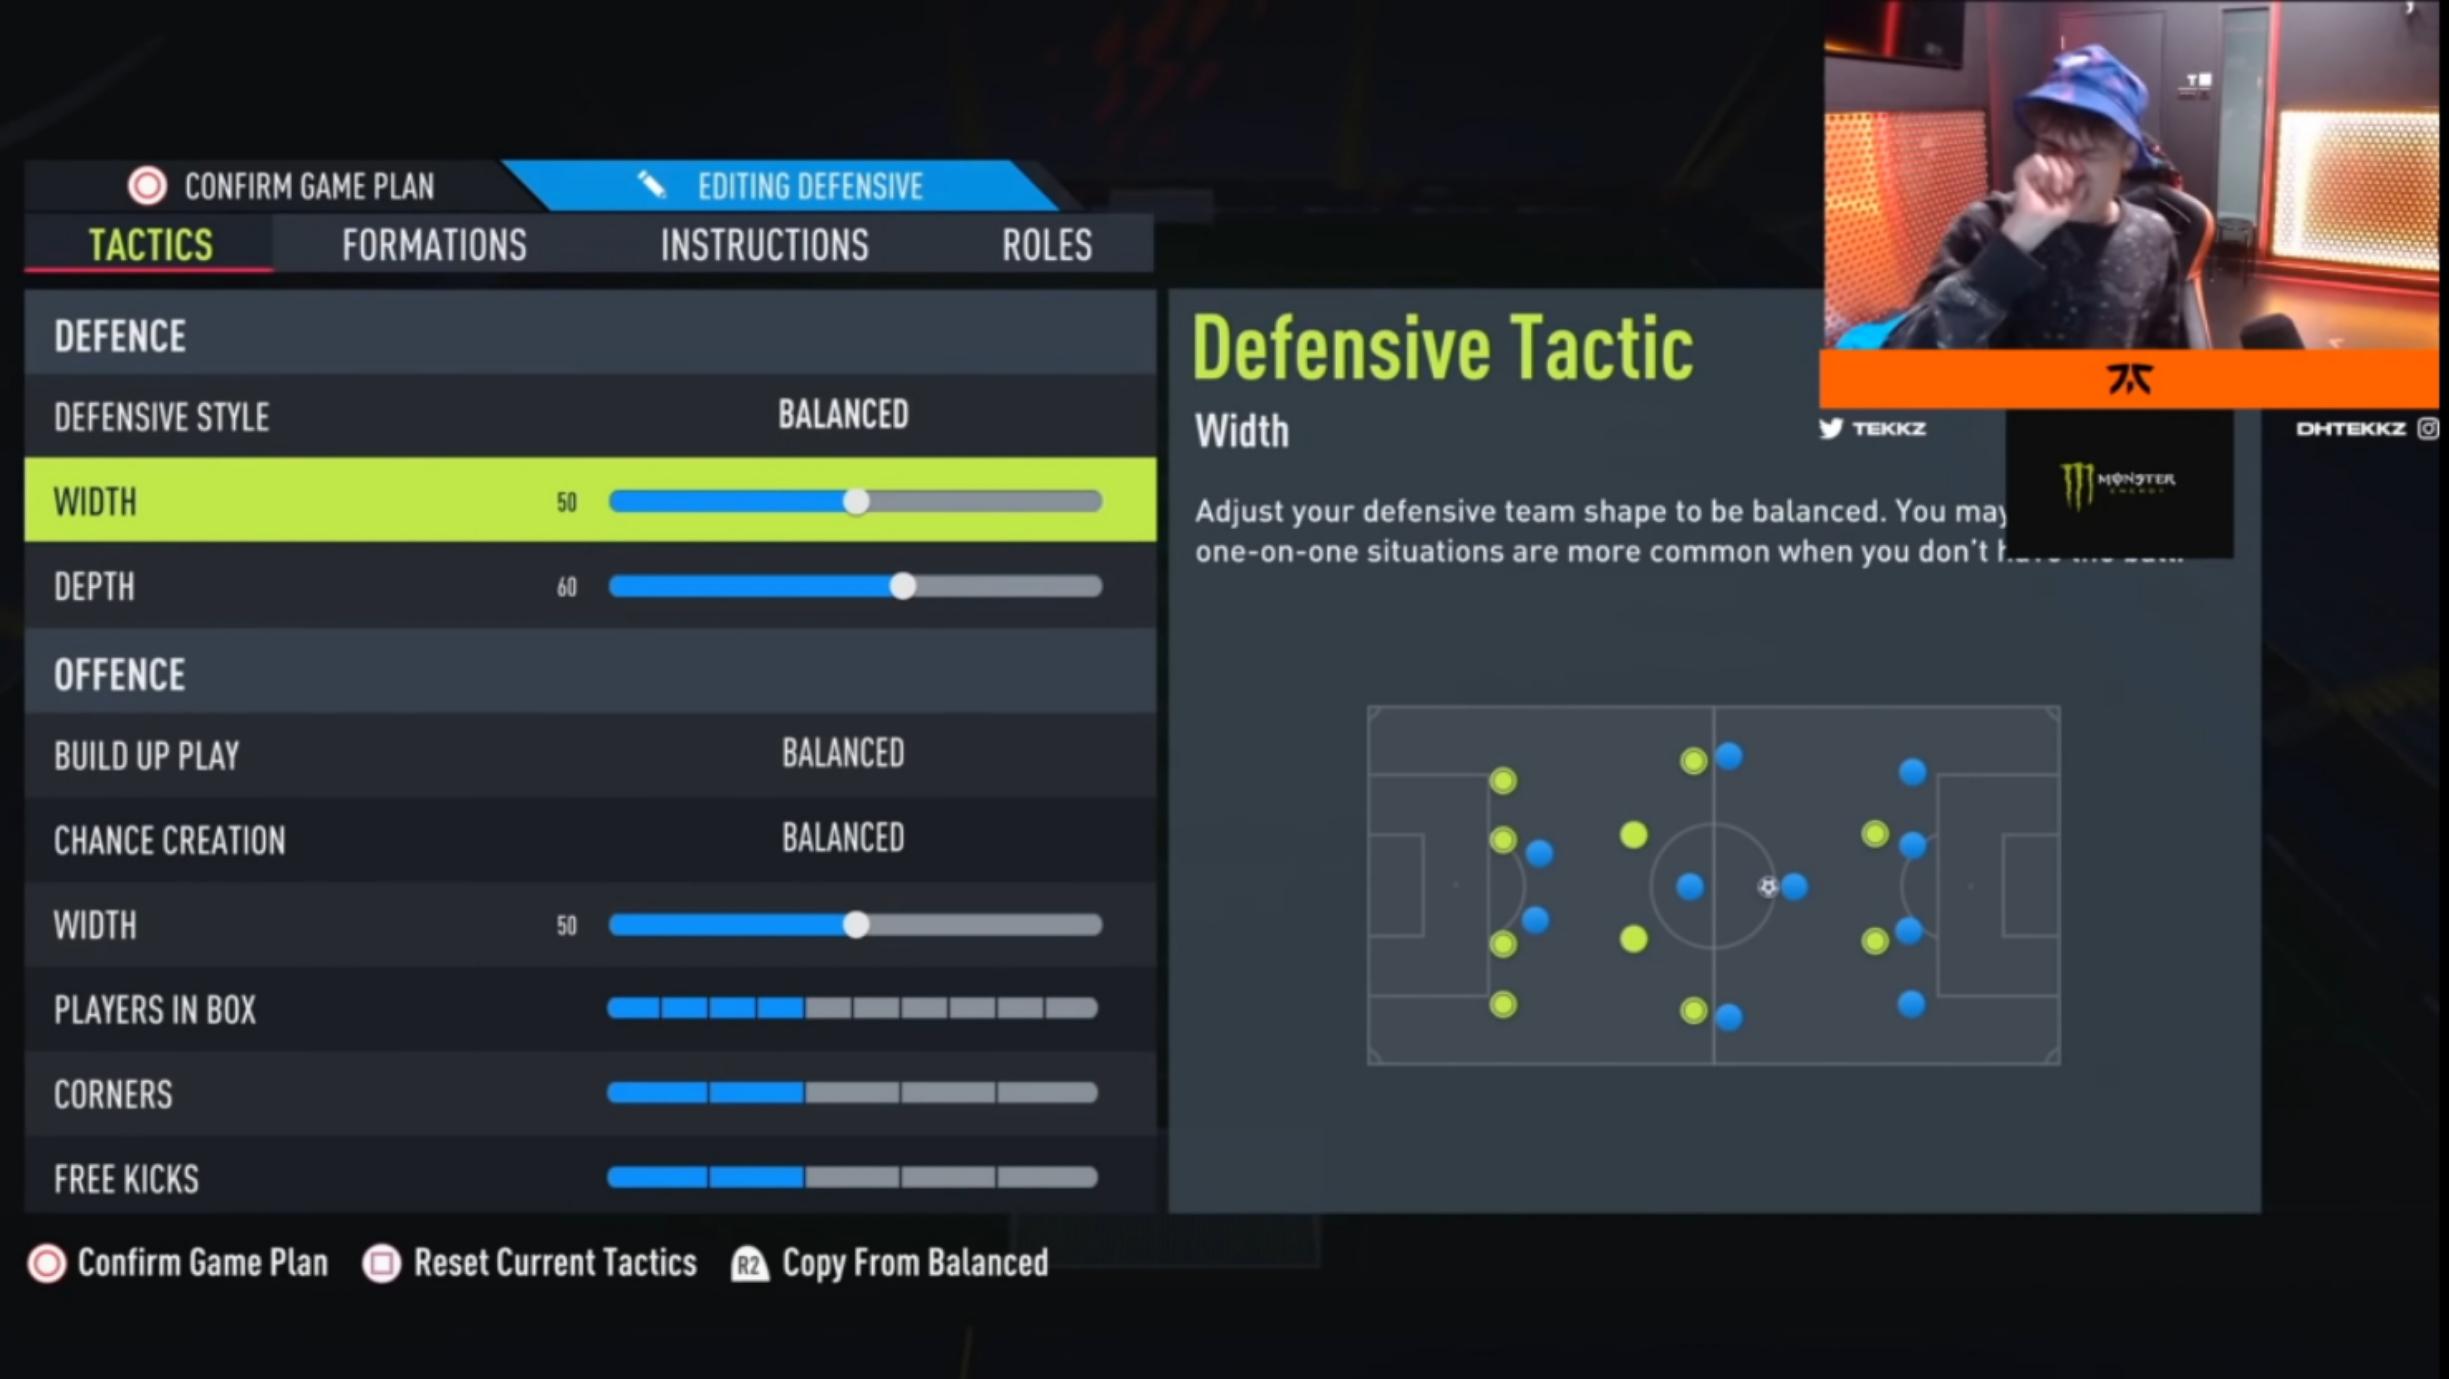 CONFIRM GAME PLAN
EDITING DEFENSIVE
TACTICS
FORMATIONS
INSTRUCTIONS
ROLES
DEFENCE
DEFENSIVE STYLE
BALANCED
WIDTH
50
DEPTH
60
OFFENCE
BUILD UP PLAY
BALANCED
CHANCE CREATION
BALANCED
WIDTH
50
PLAYERS IN BOX
CORNERS
FREE KICKS
Defensive Tactic
Width
Adjust your defensive team shape to be balanced. You may
one-on-one situations are more common when you don't
TEKKZ
DHTEKKZ
MONSTER
ENERGY
Confirm Game Plan
Reset Current Tactics
R2 Copy From Balanced